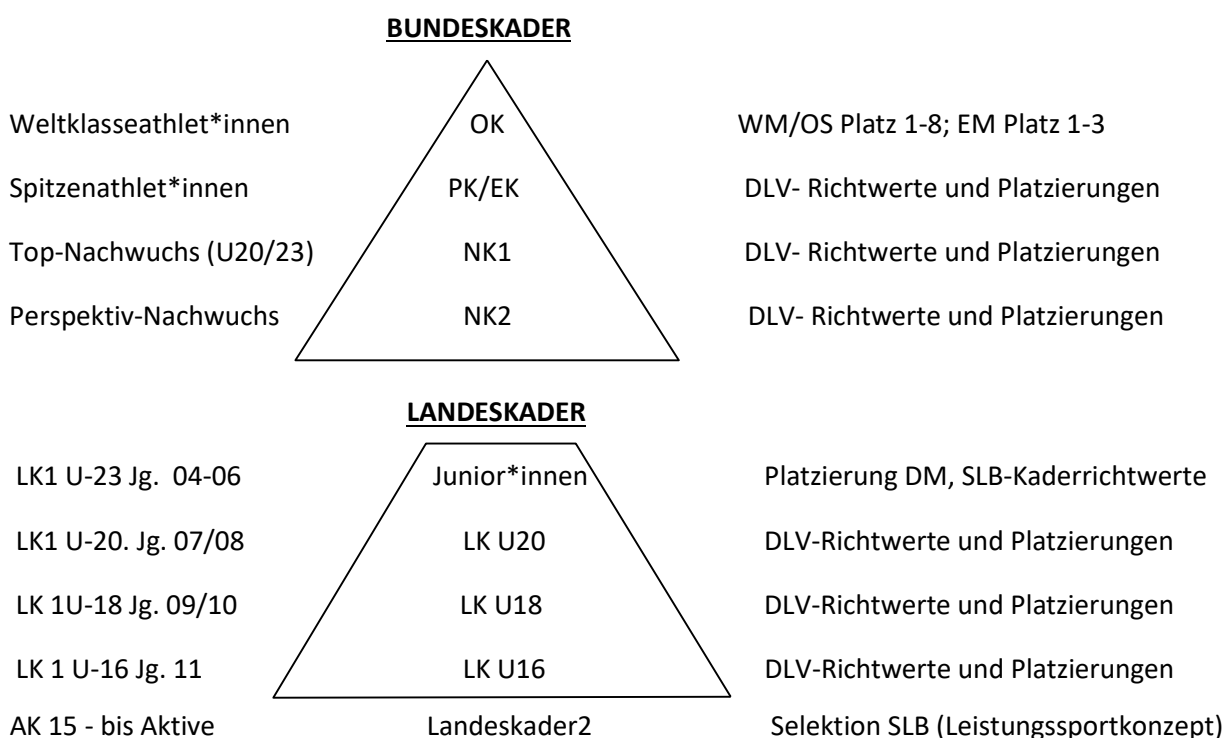 BUNDESKADER
Weltklasseathlet*innen OK WM/OS Platz 1-8; EM Platz 1-3
Spitzenathlet*innen PK/EK DLV- Richtwerte und Platzierungen
Top-Nachwuchs (U20/23) NK1 DLV- Richtwerte und Platzierungen
Perspektiv-Nachwuchs NK2 DLV- Richtwerte und Platzierungen
LANDESKADER
LK1 U-23 Jg. 04-06 Junior*innen Platzierung DM, SLB-Kaderrichtwerte
LK1 U-20. Jg. 07/08 LK U20 DLV-Richtwerte und Platzierungen
LK 1U-18 Jg. 09/10 LK U18 DLV-Richtwerte und Platzierungen
LK 1 U-16 Jg. 11 LK U16 DLV-Richtwerte und Platzierungen
AK 15 - bis Aktive Landeskader2 Selektion SLB (Leistungssportkonzept)